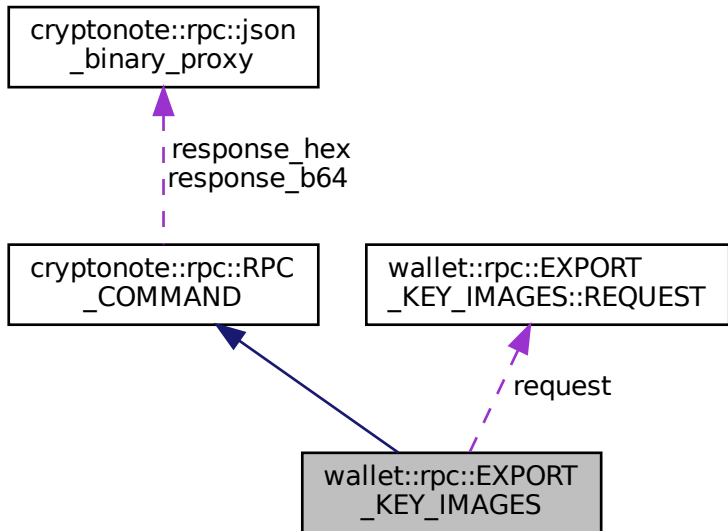 cryptonote::rpc::json
_binary_proxy
response_hex
response_b64
cryptonote::rpc::RPC
_COMMAND
wallet::rpc::EXPORT
_KEY_IMAGES::REQUEST
request
wallet::rpc::EXPORT
_KEY_IMAGES